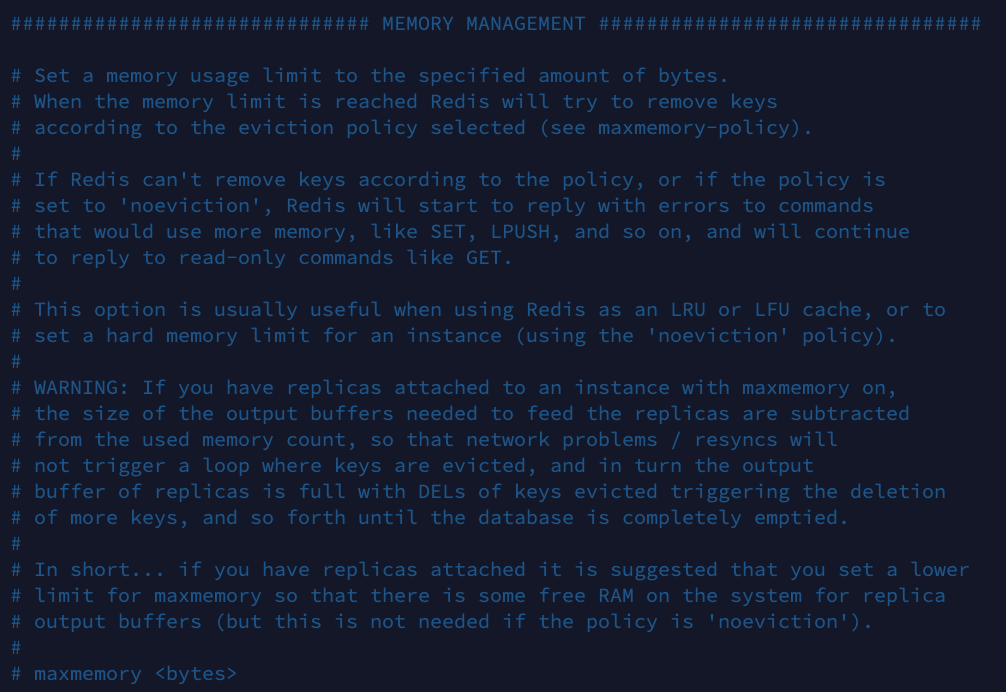 ############################## MEMORY MANAGEMENT ################################
# Set a memory usage limit to the specified amount of bytes.
# When the memory limit is reached Redis will try to remove keys
# according to the eviction policy selected (see maxmemory-policy).
#
# If Redis can't remove keys according to the policy, or if the policy is
# set to 'noeviction', Redis will start to reply with errors to commands
# that would use more memory, like SET, LPUSH, and so on, and will continue
# to reply to read-only commands like GET.
#
# This option is usually useful when using Redis as an LRU or LFU cache, or to
# set a hard memory limit for an instance (using the 'noeviction' policy).
#
# WARNING: If you have replicas attached to an instance with maxmemory on,
# the size of the output buffers needed to feed the replicas are subtracted
# from the used memory count, so that network problems / resyncs will
# not trigger a loop where keys are evicted, and in turn the output
# buffer of replicas is full with DELs of keys evicted triggering the deletion
# of more keys, and so forth until the database is completely emptied.
#
# In short... if you have replicas attached it is suggested that you set a lower
# limit for maxmemory so that there is some free RAM on the system for replica
# output buffers (but this is not needed if the policy is 'noeviction').
#
# maxmemory <bytes>